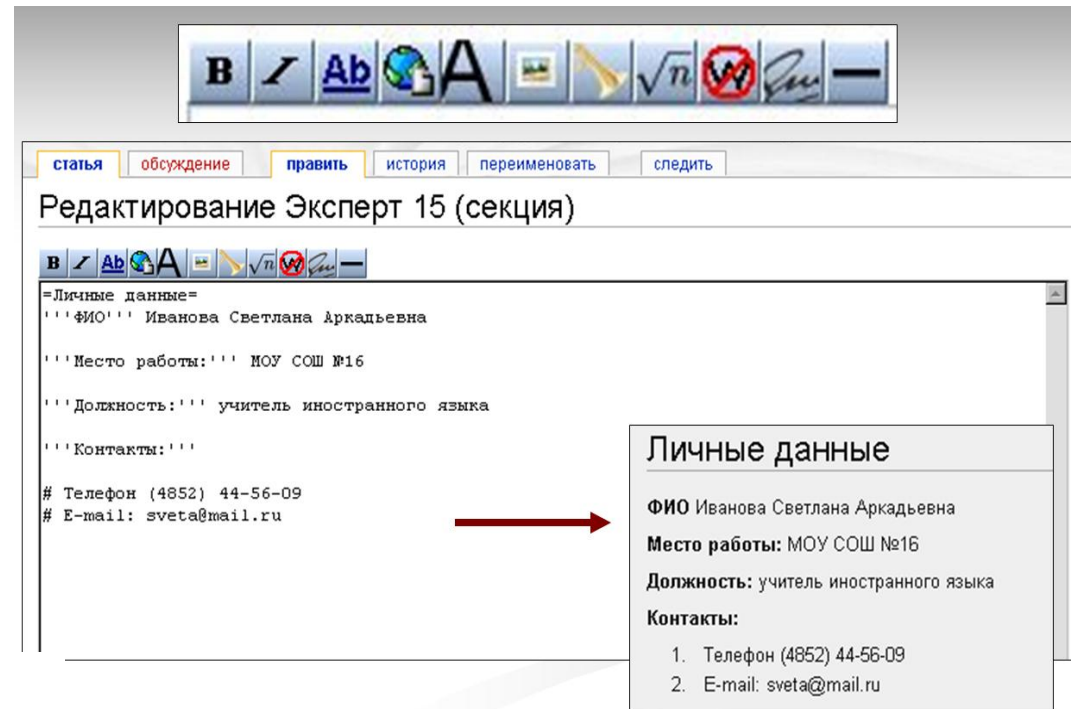 B I Ab A √n W
статья обсуждение править история переименовать следить
Редактирование Эксперт 15 (секция)
B I Ab A √n W
=Личные данные=
'''ФИО''' Иванова Светлана Аркадьевна
'''Место работы:''' МОУ СОШ №16
'''Должность:''' учитель иностранного языка
'''Контакты:'''
# Телефон (4852) 44-56-09
# E-mail: sveta@mail.ru
Личные данные
ФИО Иванова Светлана Аркадьевна
Место работы: МОУ СОШ №16
Должность: учитель иностранного языка
Контакты:
1. Телефон (4852) 44-56-09
2. E-mail: sveta@mail.ru